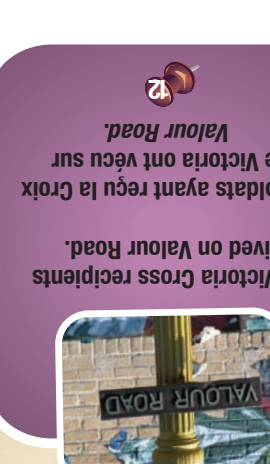 VALOUR ROAD
Victoria Cross recipients
ived on Valour Road.
oldats ayant reçu la Croix
e Victoria ont vécu sur
Valour Road.
12